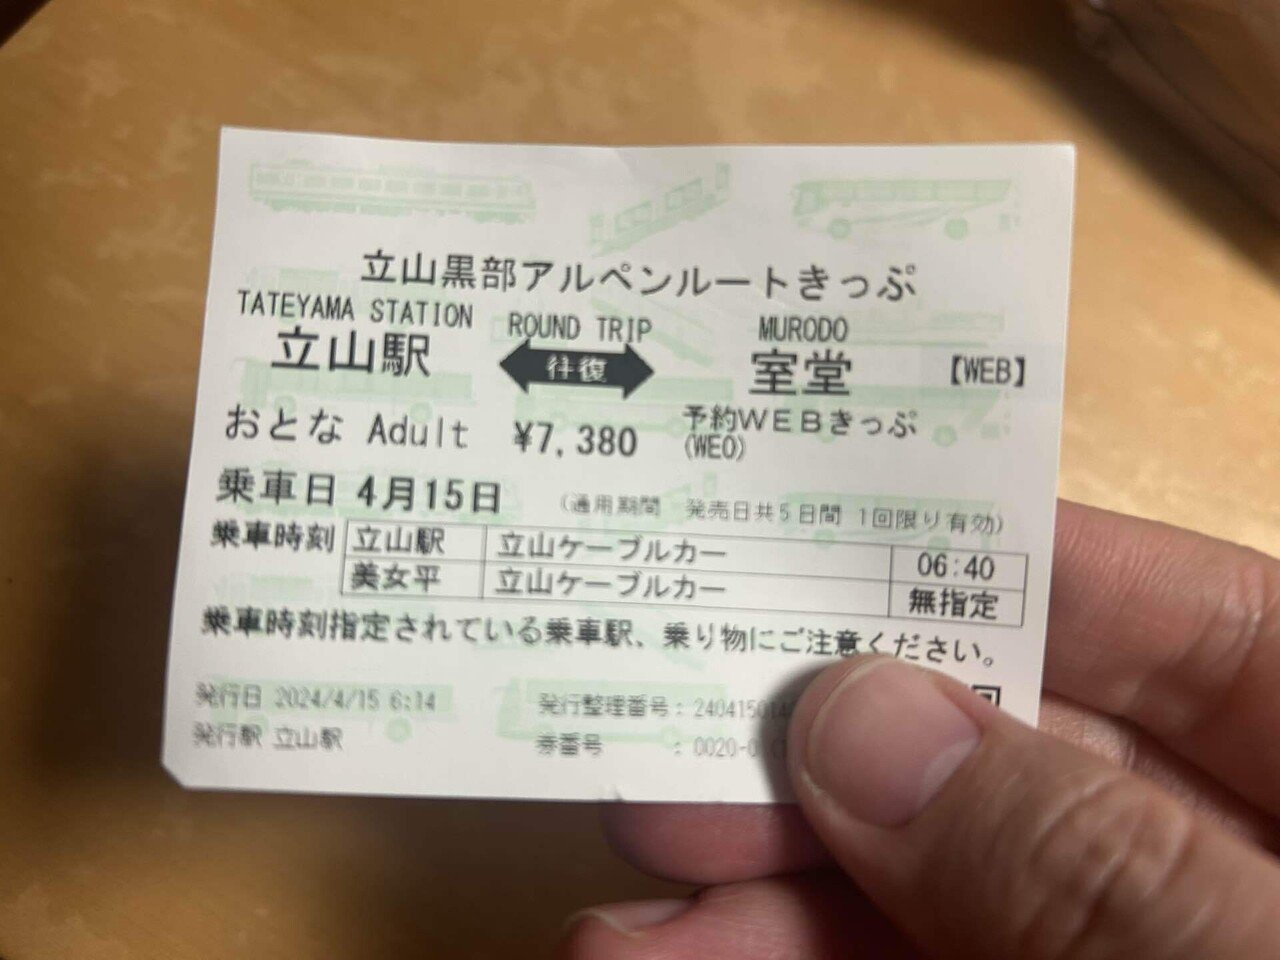 立山黒部アルペンルートきっぷ
TATEYAMA STATION ROUND TRIP MURODO
立山駅 往復 室堂 【WEB】
おとな Adult ¥7,380 予約WEBきっぷ
(WEO)
乗車日 4月15日 (通用期間 発売日共5日間 1回限り有効)
乗車時刻 立山駅 立山ケーブルカー 06:40
美女平 立山ケーブルカー 無指定
乗車時刻指定されている乗車駅、乗り物にご注意ください。
発行日 2024/4/15 6:14 発行整理番号:
発行駅 立山駅 券番号 :